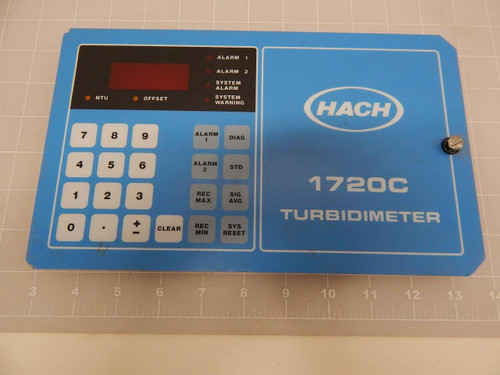 ALARM 1
ALARM 2
SYSTEM
ALARM
SYSTEM
WARNING
NTU OFFSET
HACH
1720C
TURBIDIMETER
7 8 9 ALARM 1 DIAG
4 5 6 ALARM 2 STD
1 2 3 REC MAX SIG AVG
0 . + − CLEAR REC MIN SYS RESET
3 4 5 6 7 8 9 10 11 12 13 14